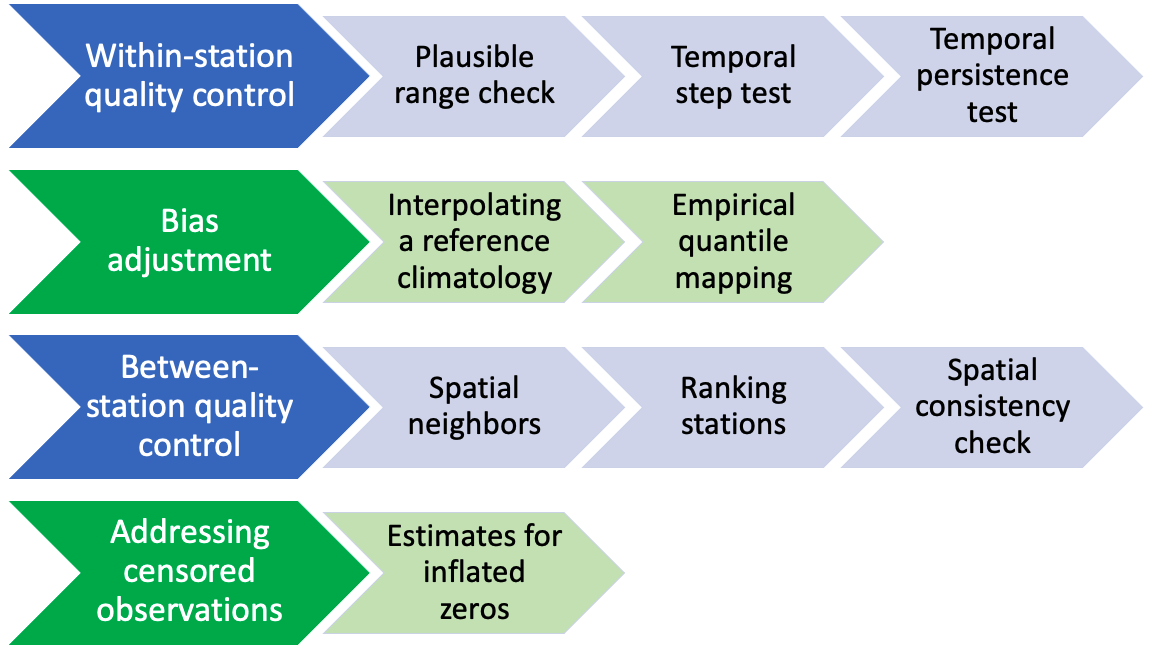 Within-station
quality control
Plausible
range check
Temporal
step test
Temporal
persistence
test
Bias
adjustment
Interpolating
a reference
climatology
Empirical
quantile
mapping
Between-
station quality
control
Spatial
neighbors
Ranking
stations
Spatial
consistency
check
Addressing
censored
observations
Estimates for
inflated
zeros